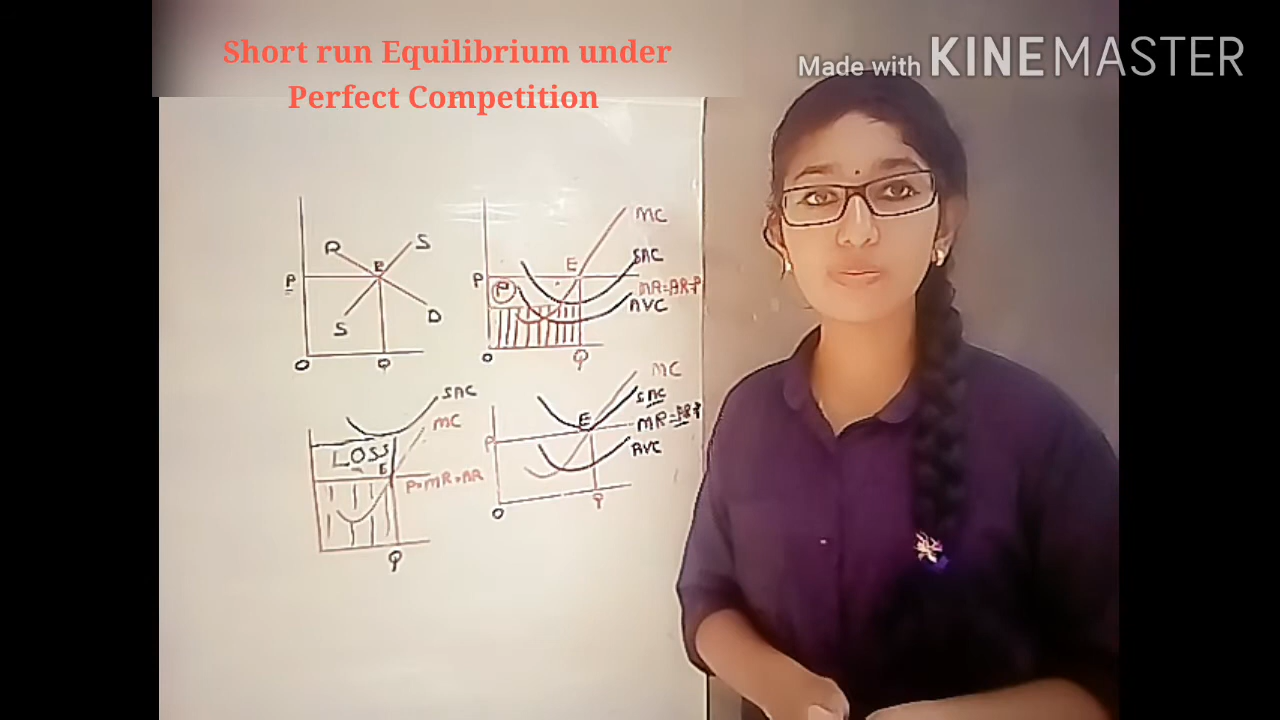 Short run Equilibrium under
Perfect Competition
Made with KINEMASTER
D S
P E
S D
O Q
MC
SAC
P E
P
MR=AR=P
AVC
O Q
SAC
MC
LOSS
E
P=MR=AR
Q
MC
SAC
E
MR=AR=P
P
AVC
O Q